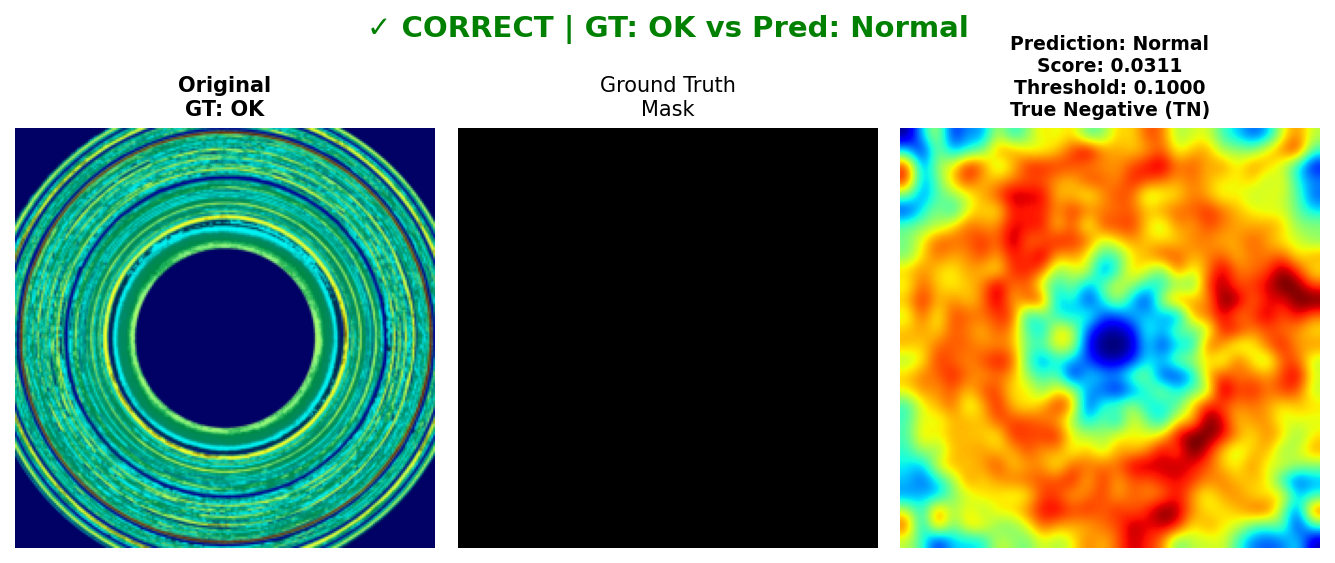 ✓ CORRECT | GT: OK vs Pred: Normal
Original
GT: OK
Ground Truth
Mask
Prediction: Normal
Score: 0.0311
Threshold: 0.1000
True Negative (TN)